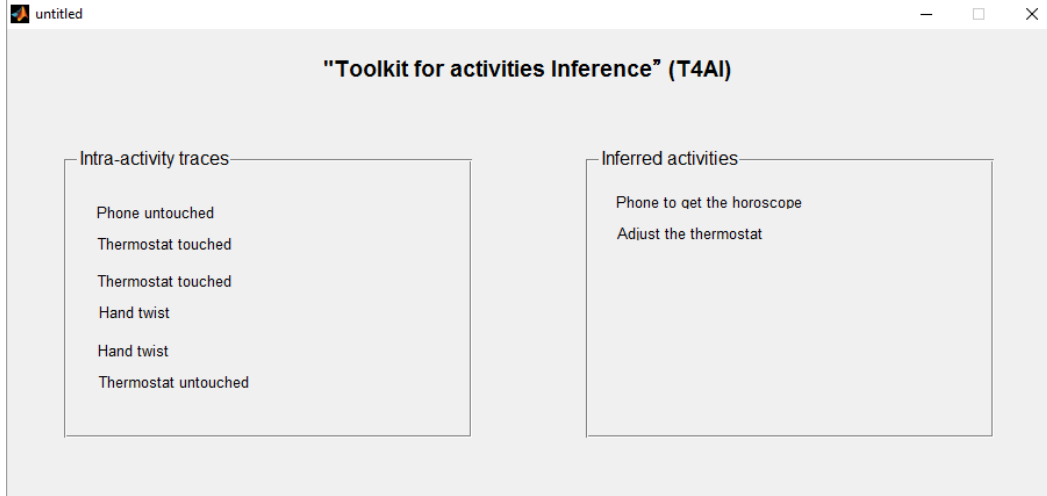 untitled
"Toolkit for activities Inference” (T4AI)
Intra-activity traces
Phone untouched
Thermostat touched
Thermostat touched
Hand twist
Hand twist
Thermostat untouched
Inferred activities
Phone to get the horoscope
Adjust the thermostat